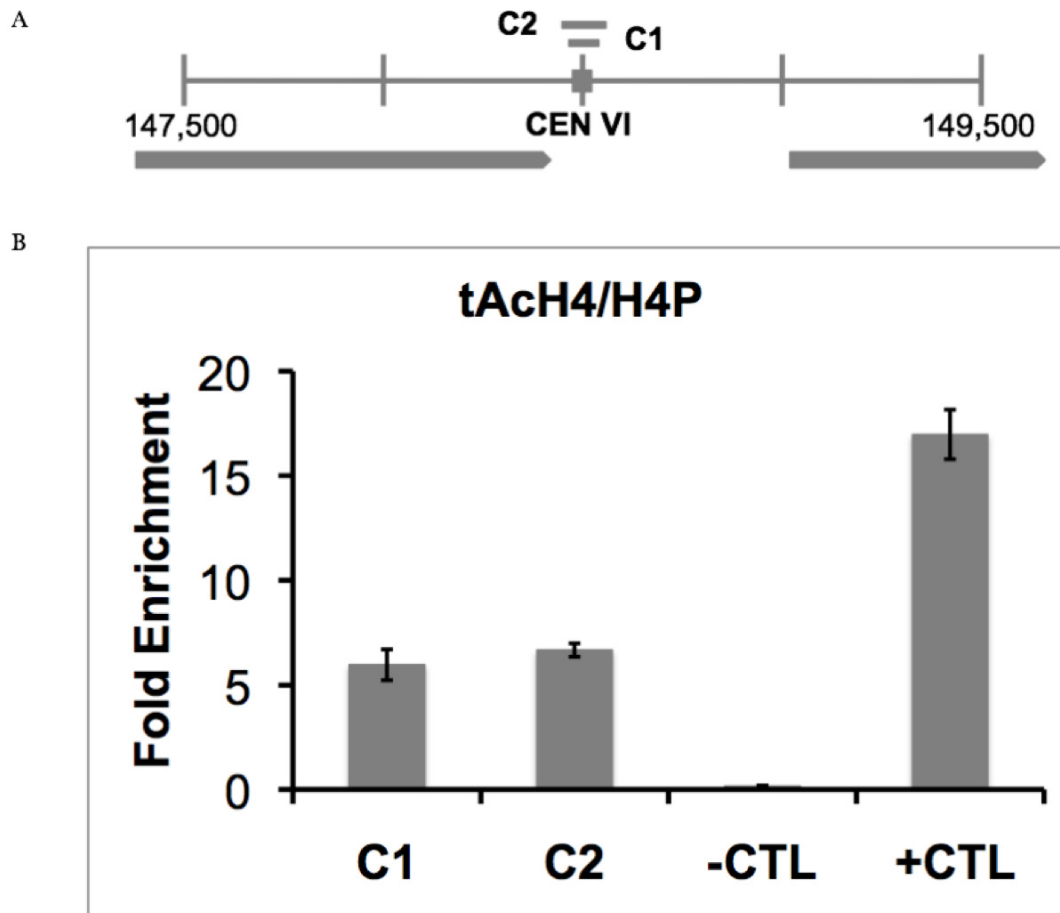 A
C2
C1
147,500
CEN VI
149,500
B
tAcH4/H4P
Fold Enrichment
20
15
10
5
0
C1 C2 -CTL +CTL